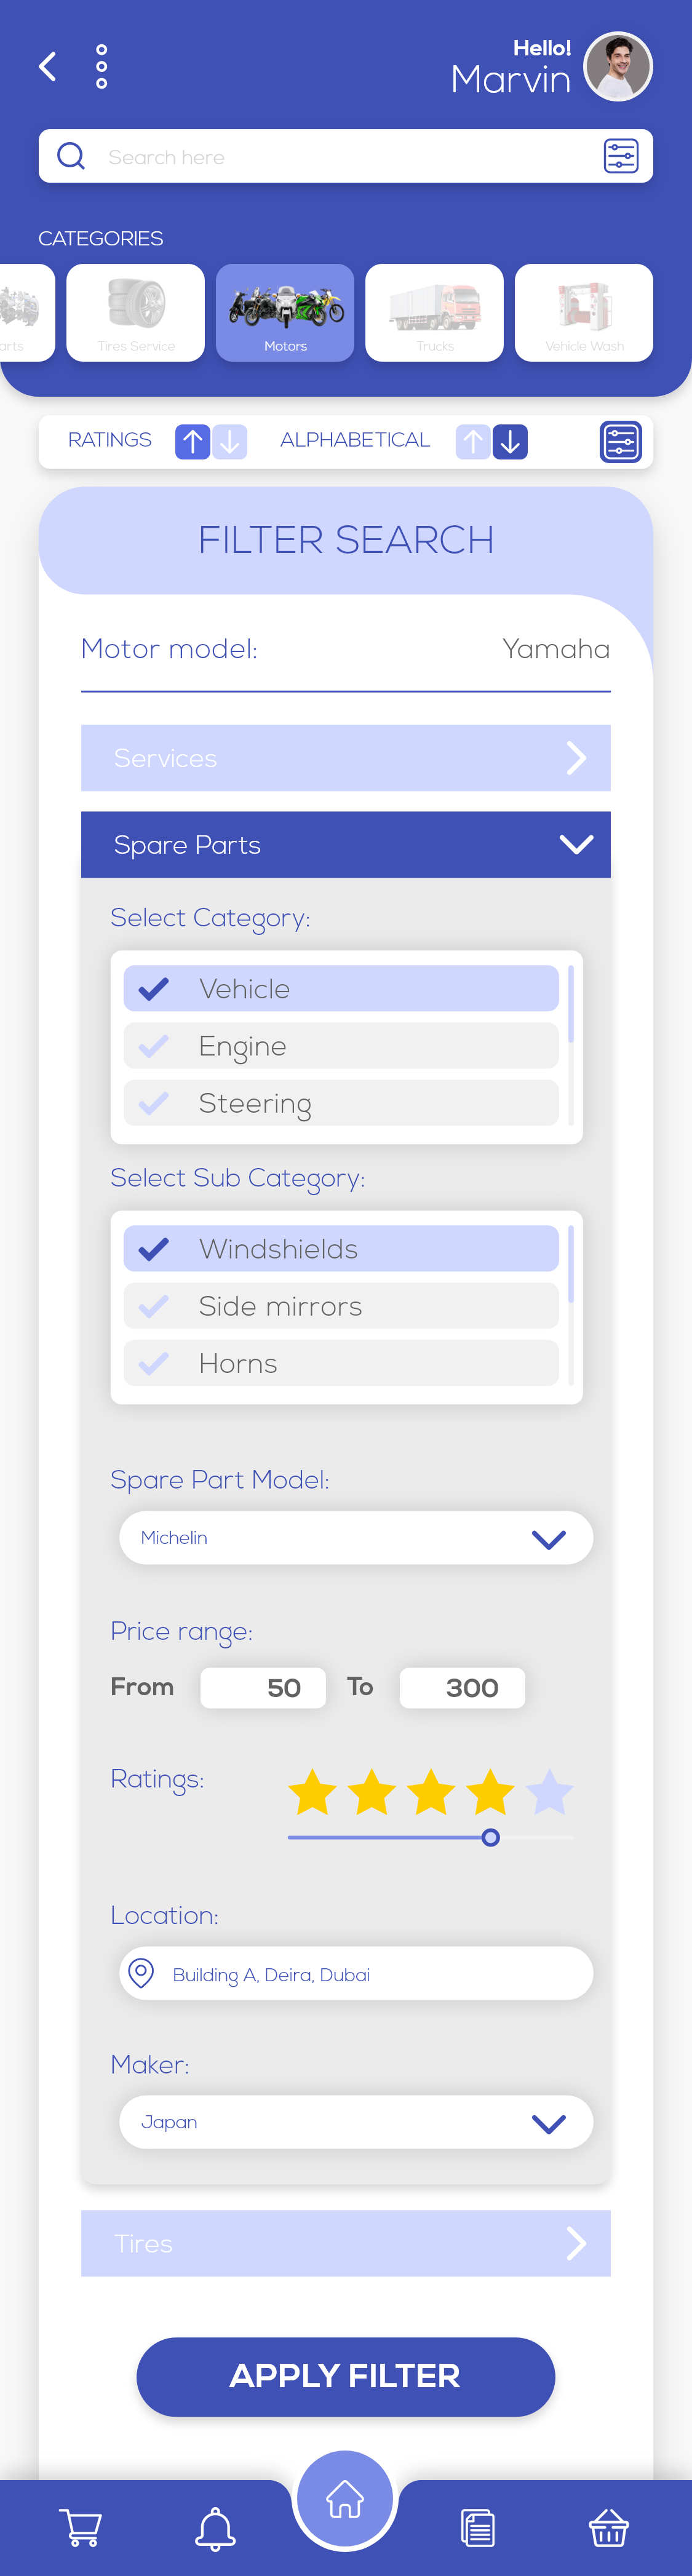 Hello!
Marvin
Search here
CATEGORIES
arts
Tires Service
Motors
Trucks
Vehicle Wash
RATINGS
ALPHABETICAL
FILTER SEARCH
Motor model:
Yamaha
Services
Spare Parts
Select Category:
Vehicle
Engine
Steering
Select Sub Category:
Windshields
Side mirrors
Horns
Spare Part Model:
Michelin
Price range:
From 50 To 300
Ratings:
Location:
Building A, Deira, Dubai
Maker:
Japan
Tires
APPLY FILTER